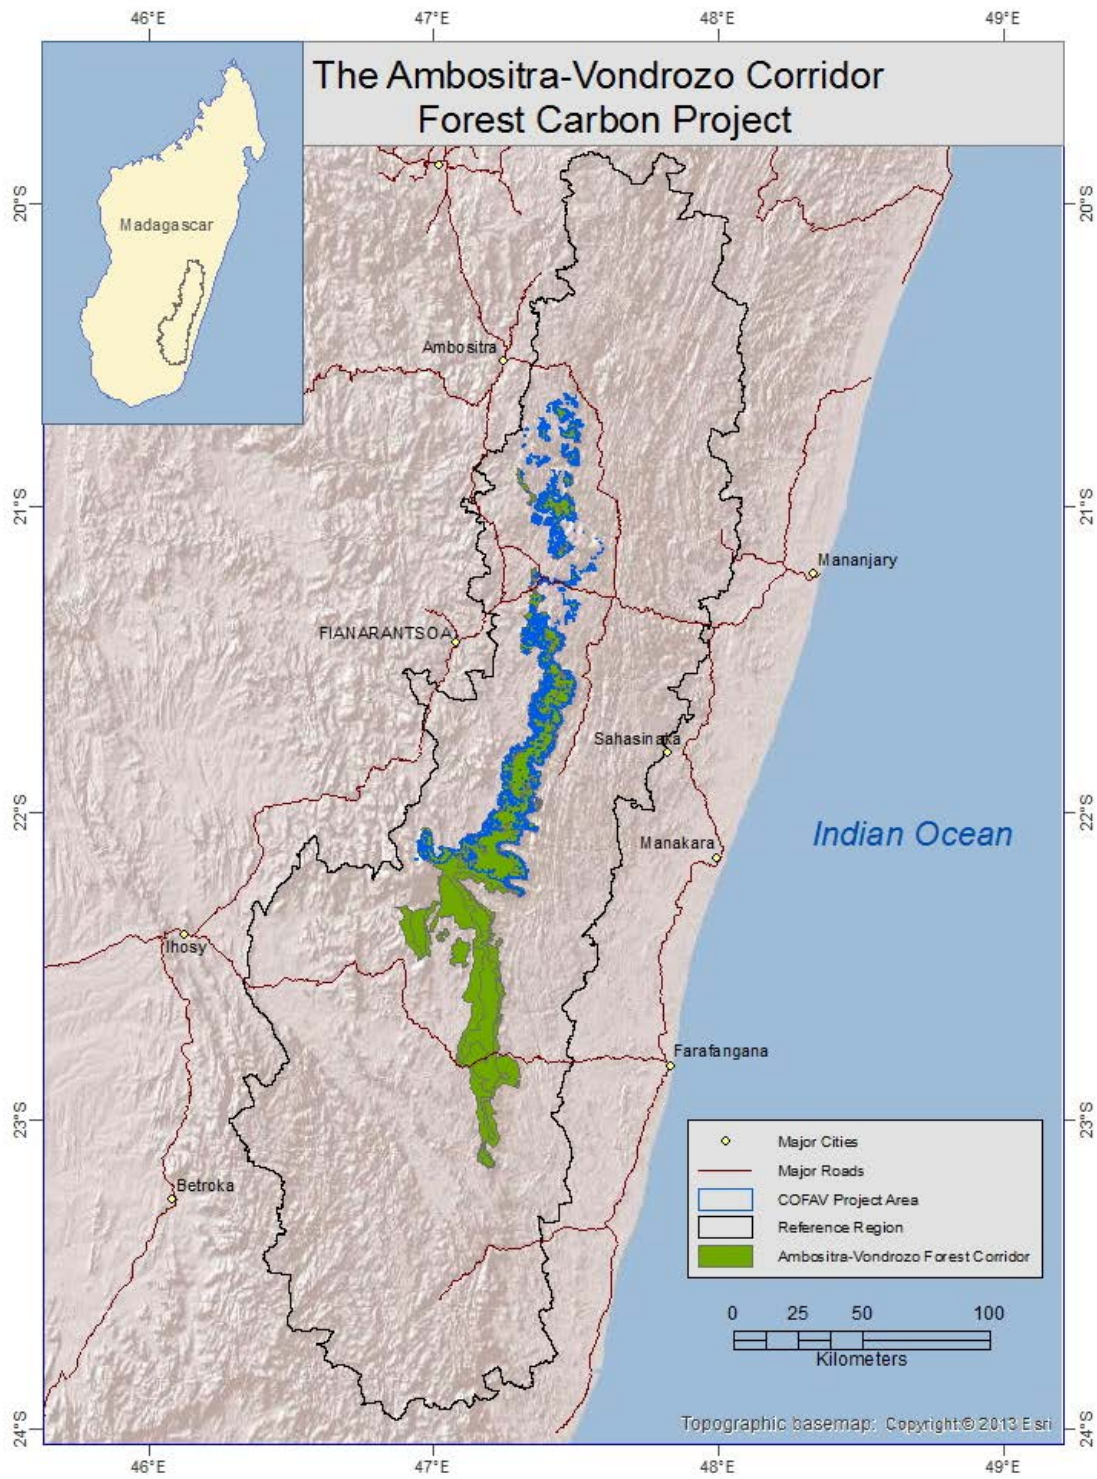 46°E 47°E 48°E 49°E
The Ambositra-Vondrozo Corridor
Forest Carbon Project
Madagascar
20°S 20°S
Ambositra
21°S 21°S
Mananjary
FIANARANTSOA
Sahasinaka
22°S 22°S
Indian Ocean
Manakara
Ihosy
Farafangana
23°S 23°S
Major Cities
Major Roads
Betroka
COFAV Project Area
Reference Region
Ambositra-Vondrozo Forest Corridor
0 25 50 100
Kilometers
Topographic basemap: Copyright:© 2013 Esri
24°S 24°S
46°E 47°E 48°E 49°E